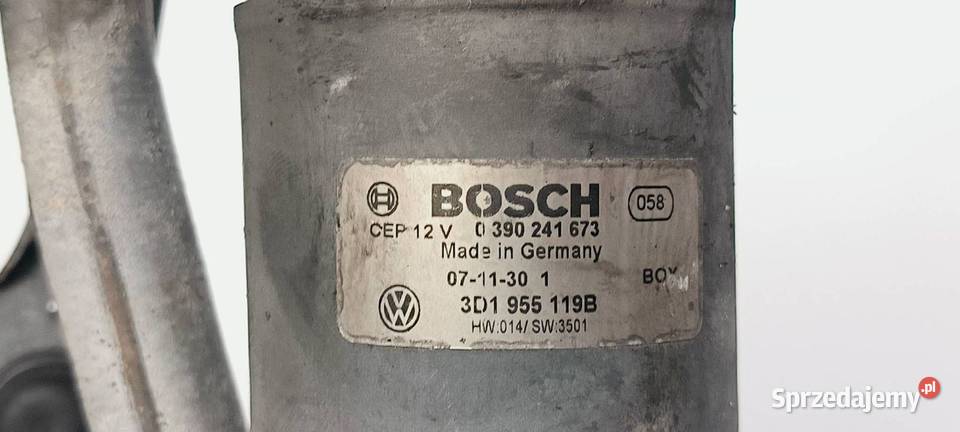 BOSCH 058
CEP 12 V 0 390 241 673
Made in Germany
07-11-30 1 BOX
3D1 955 119B
HW:014/ SW:3501
Sprzedajemy.pl